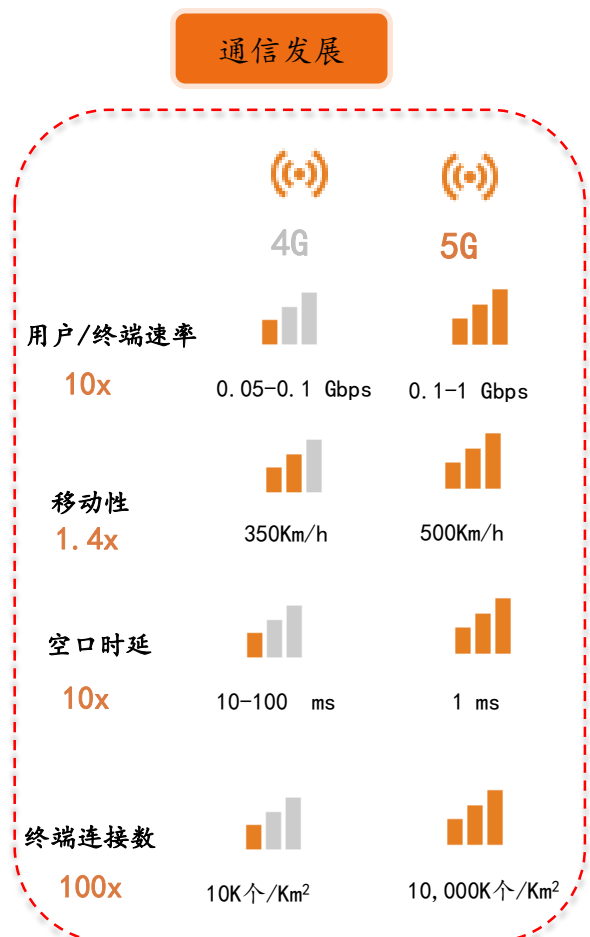 通信发展
4G 5G
用户/终端速率
10x
0.05-0.1 Gbps 0.1-1 Gbps
移动性
1.4x
350Km/h 500Km/h
空口时延
10x
10-100 ms 1 ms
终端连接数
100x
10K个/Km² 10,000K个/Km²